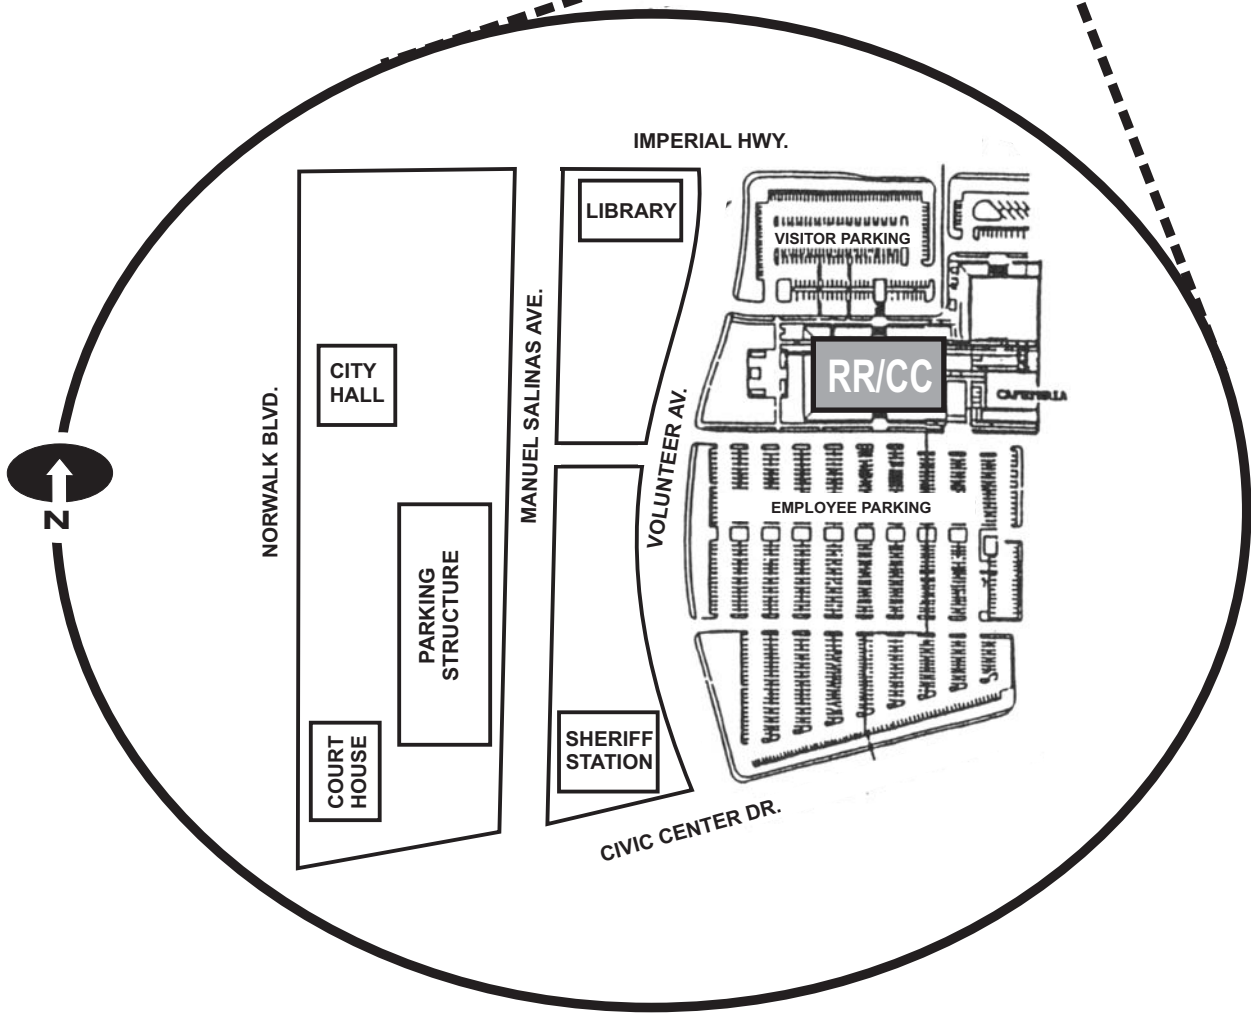 IMPERIAL HWY.
LIBRARY
VISITOR PARKING
CITY
HALL
RR/CC
CAFETERIA
NORWALK BLVD.
MANUEL SALINAS AVE.
VOLUNTEER AV.
N
EMPLOYEE PARKING
PARKING
STRUCTURE
COURT
HOUSE
SHERIFF
STATION
CIVIC CENTER DR.